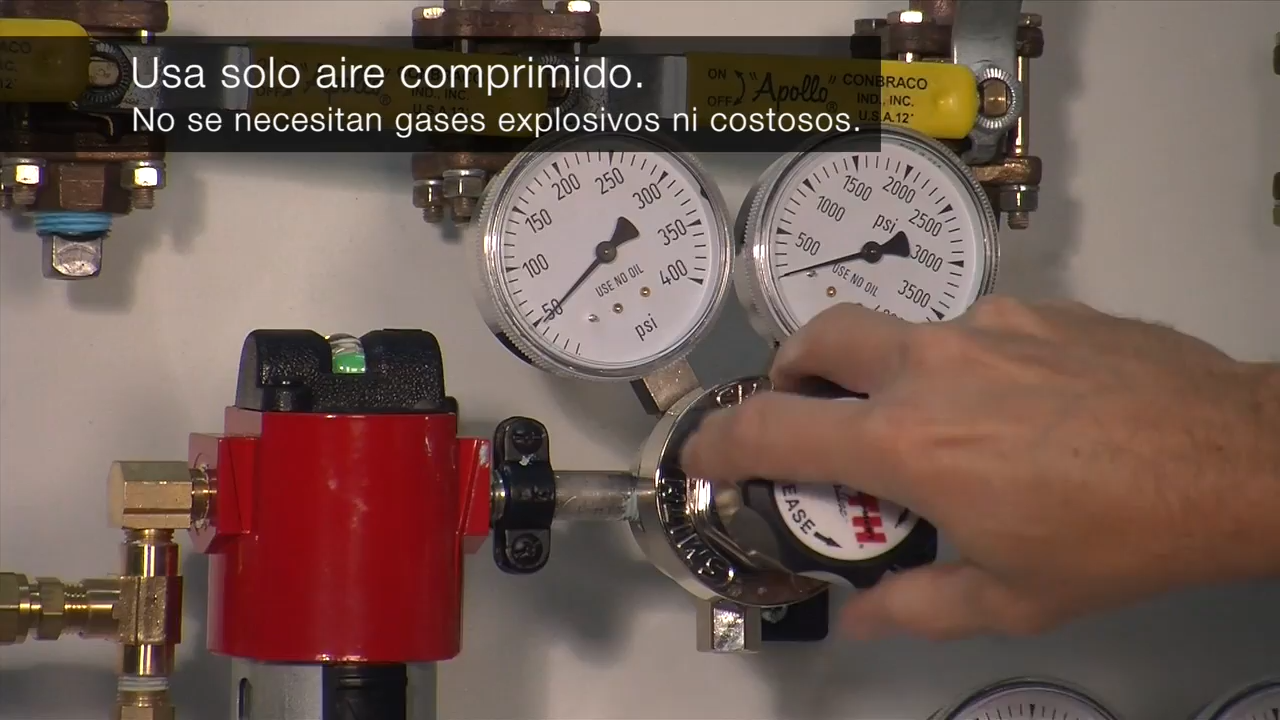 Usa solo aire comprimido.
No se necesitan gases explosivos ni costosos.
ON
OFF
"Apollo"
®
CONBRACO
IND., INC.
U.S.A.12"
50
100
150
200
250
300
350
400
USE NO OIL
psi
500
1000
1500
2000
2500
3000
3500
psi
USE NO OIL
SMITH